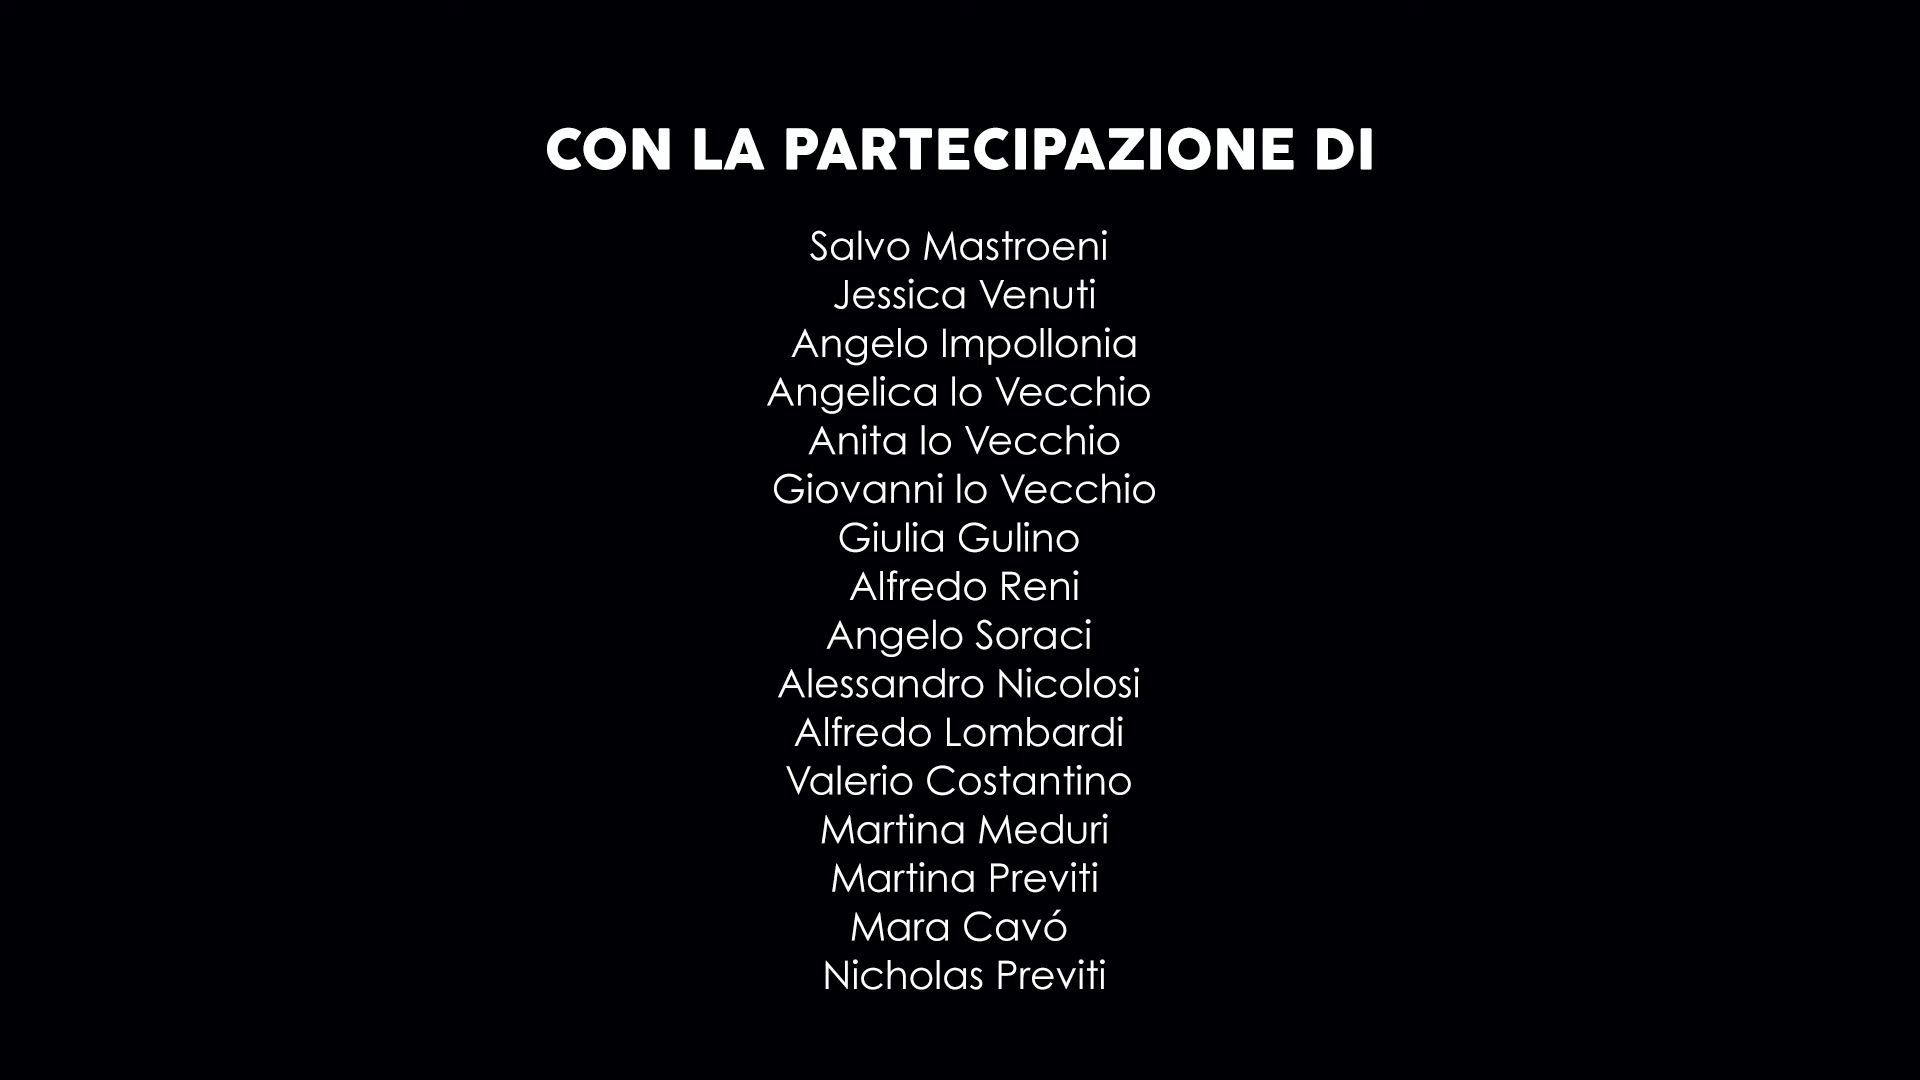 CON LA PARTECIPAZIONE DI
Salvo Mastroeni
Jessica Venuti
Angelo Impollonia
Angelica lo Vecchio
Anita lo Vecchio
Giovanni lo Vecchio
Giulia Gulino
Alfredo Reni
Angelo Soraci
Alessandro Nicolosi
Alfredo Lombardi
Valerio Costantino
Martina Meduri
Martina Previti
Mara Cavó
Nicholas Previti